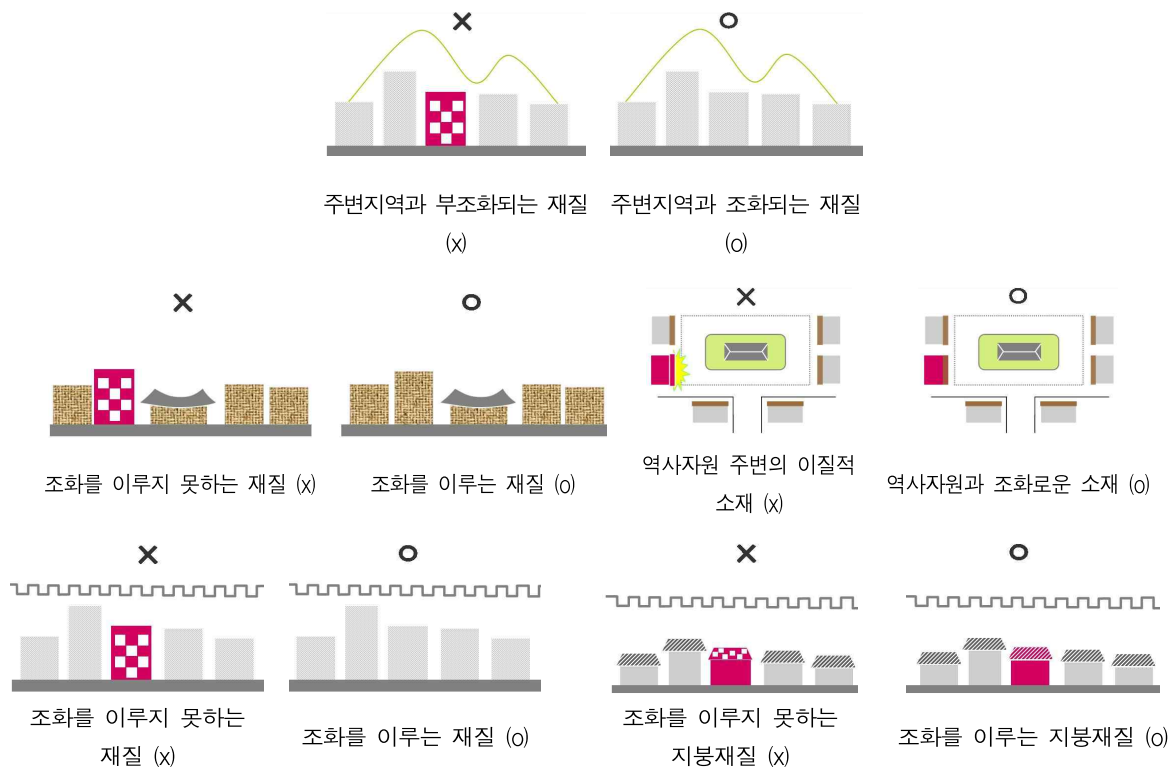 주변지역과 부조화되는 재질
(x)
주변지역과 조화되는 재질
(o)
조화를 이루지 못하는 재질 (x)
조화를 이루는 재질 (o)
역사자원 주변의 이질적
소재 (x)
역사자원과 조화로운 소재 (o)
조화를 이루지 못하는
재질 (x)
조화를 이루는 재질 (o)
조화를 이루지 못하는
지붕재질 (x)
조화를 이루는 지붕재질 (o)